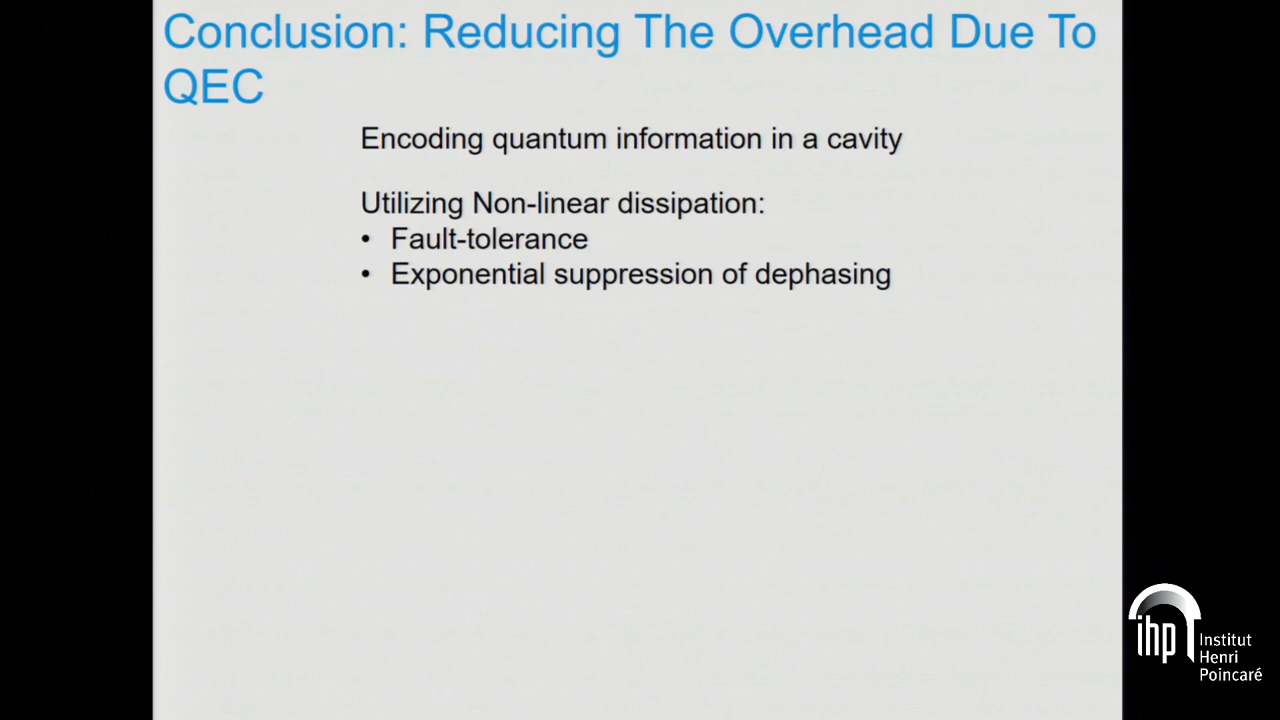 Conclusion: Reducing The Overhead Due To
QEC
Encoding quantum information in a cavity
Utilizing Non-linear dissipation:
• Fault-tolerance
• Exponential suppression of dephasing
ihp
Institut
Henri
Poincaré